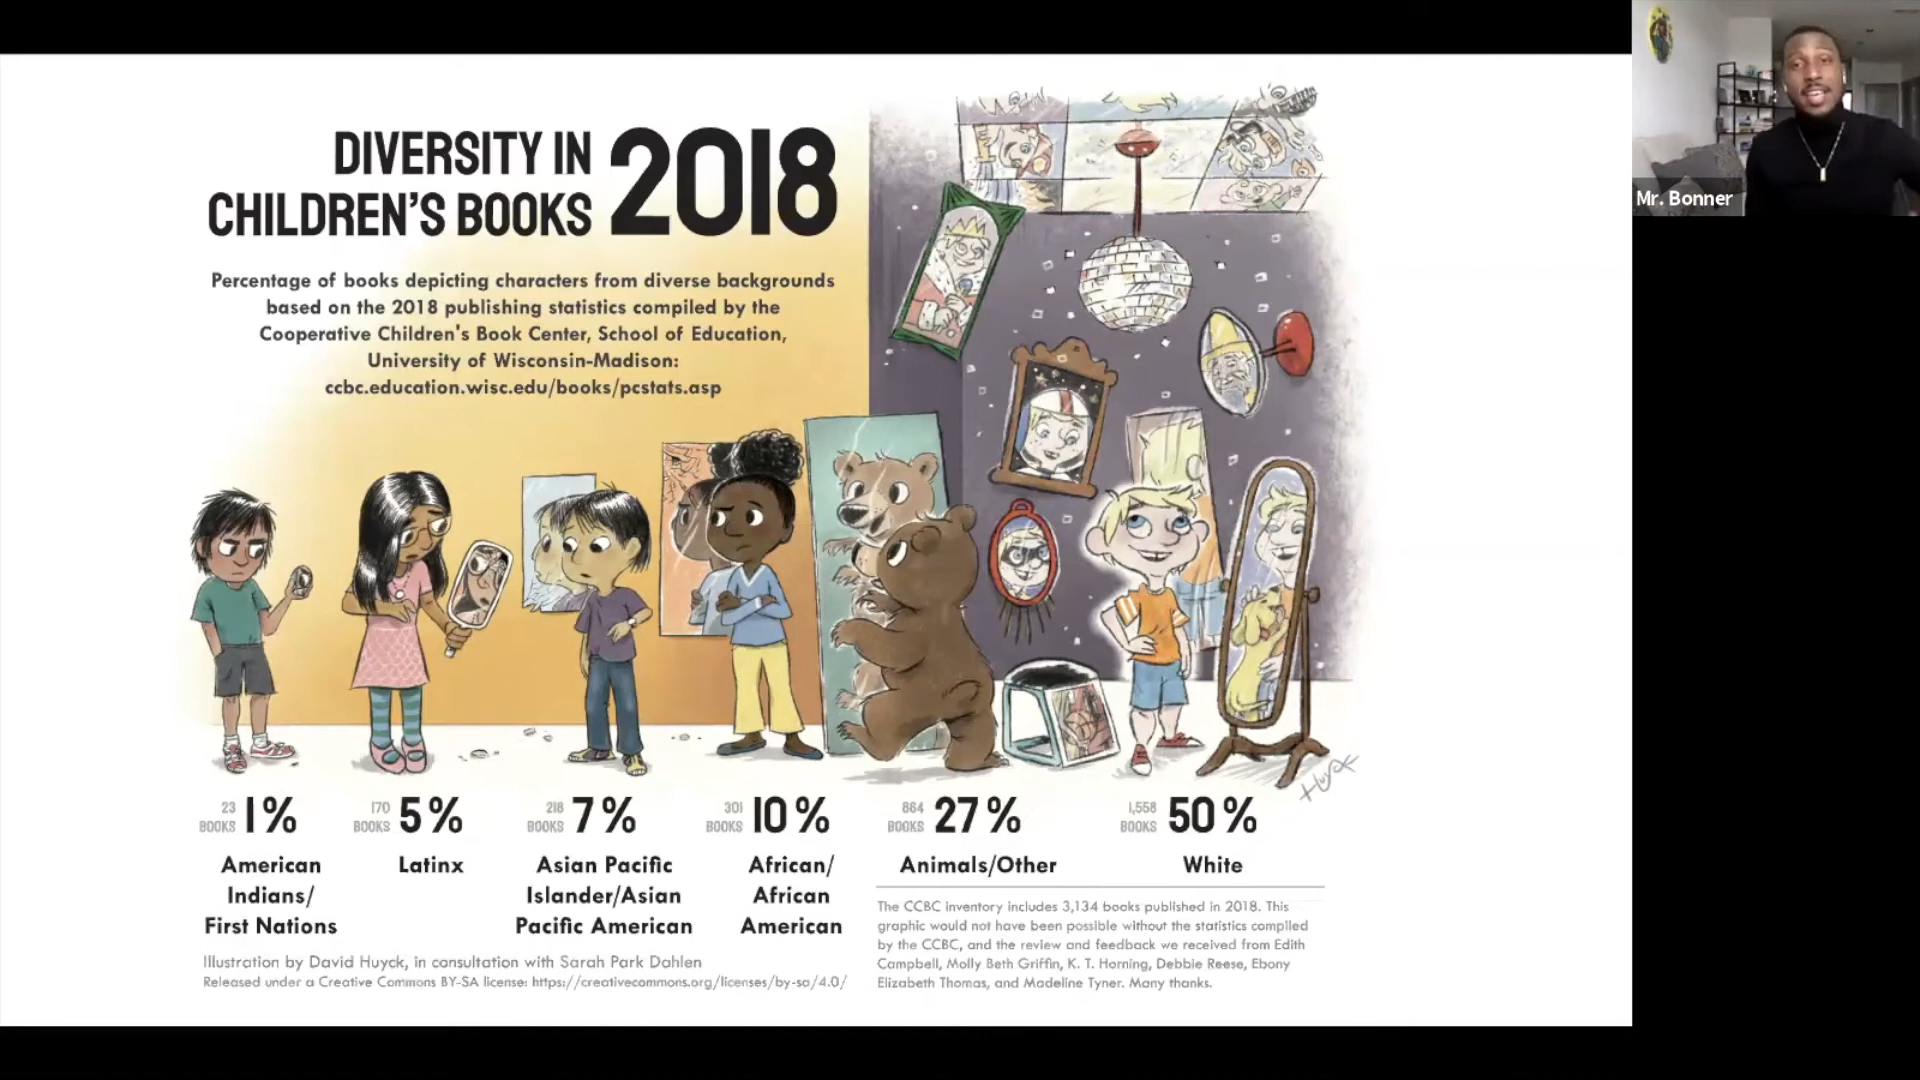 DIVERSITY IN
CHILDREN'S BOOKS 2018
Percentage of books depicting characters from diverse backgrounds
based on the 2018 publishing statistics compiled by the
Cooperative Children's Book Center, School of Education,
University of Wisconsin-Madison:
ccbc.education.wisc.edu/books/pcstats.asp
Mr. Bonner
Huyck
23 BOOKS 1%
American
Indians/
First Nations
170 BOOKS 5%
Latinx
218 BOOKS 7%
Asian Pacific
Islander/Asian
Pacific American
301 BOOKS 10%
African/
African
American
864 BOOKS 27%
Animals/Other
1,558 BOOKS 50%
White
Illustration by David Huyck, in consultation with Sarah Park Dahlen
Released under a Creative Commons BY-SA license: https://creativecommons.org/licenses/by-sa/4.0/
The CCBC inventory includes 3,134 books published in 2018. This
graphic would not have been possible without the statistics compiled
by the CCBC, and the review and feedback we received from Edith
Campbell, Molly Beth Griffin, K. T. Horning, Debbie Reese, Ebony
Elizabeth Thomas, and Madeline Tyner. Many thanks.